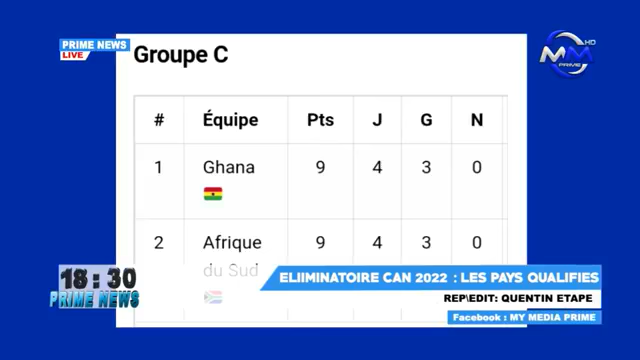 PRIME NEWS
LIVE
Groupe C
MM HD
PRIME
# Équipe Pts J G N
1 Ghana 9 4 3 0
2 Afrique du Sud 9 4 3 0
18:30
PRIME NEWS
ELIIMINATOIRE CAN 2022 : LES PAYS QUALIFIES
REP\EDIT: QUENTIN ETAPE
Facebook : MY MEDIA PRIME